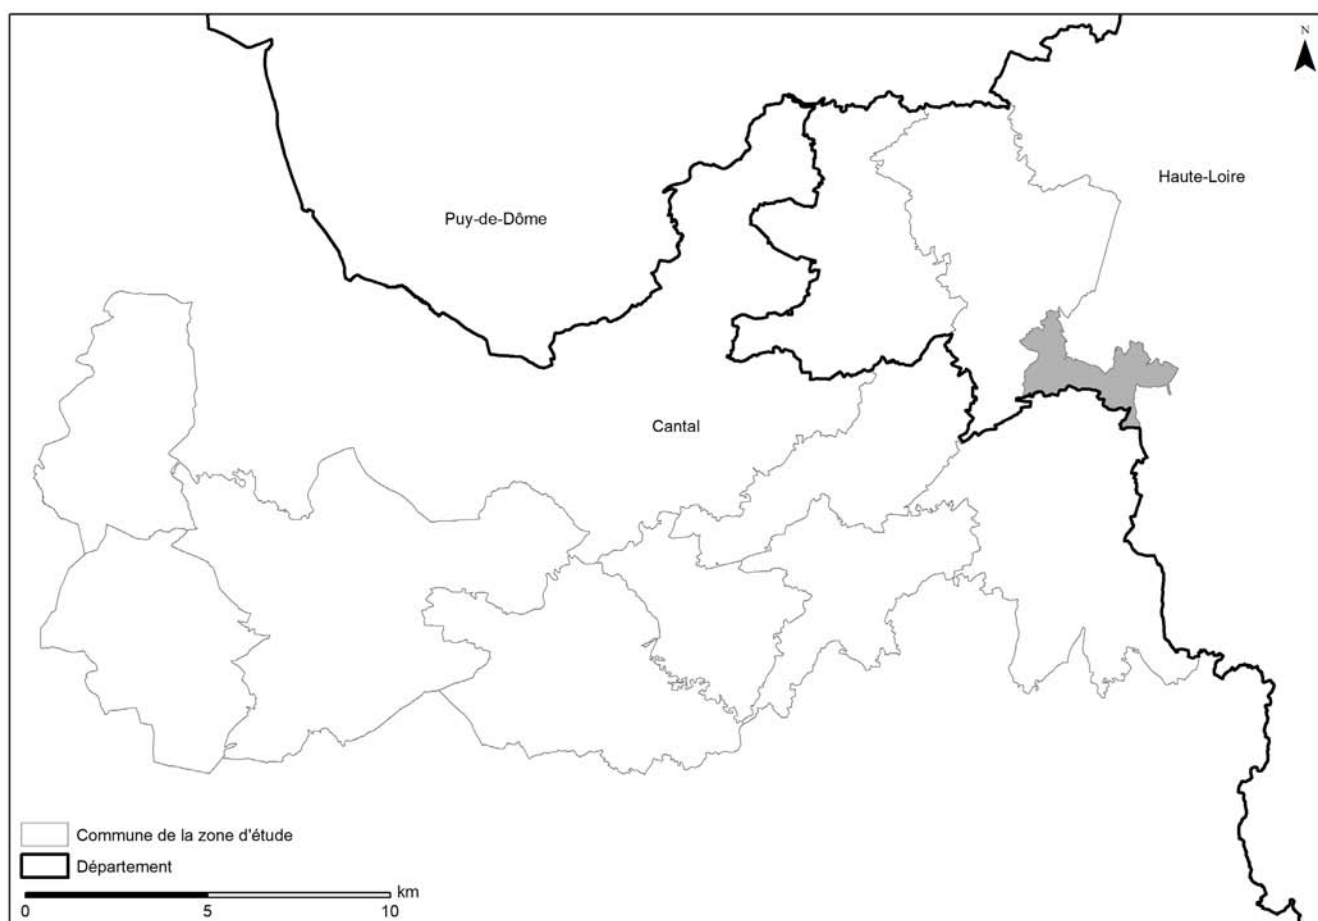 N
Haute-Loire
Puy-de-Dôme
Cantal
Commune de la zone d'étude
Département
km
0 5 10